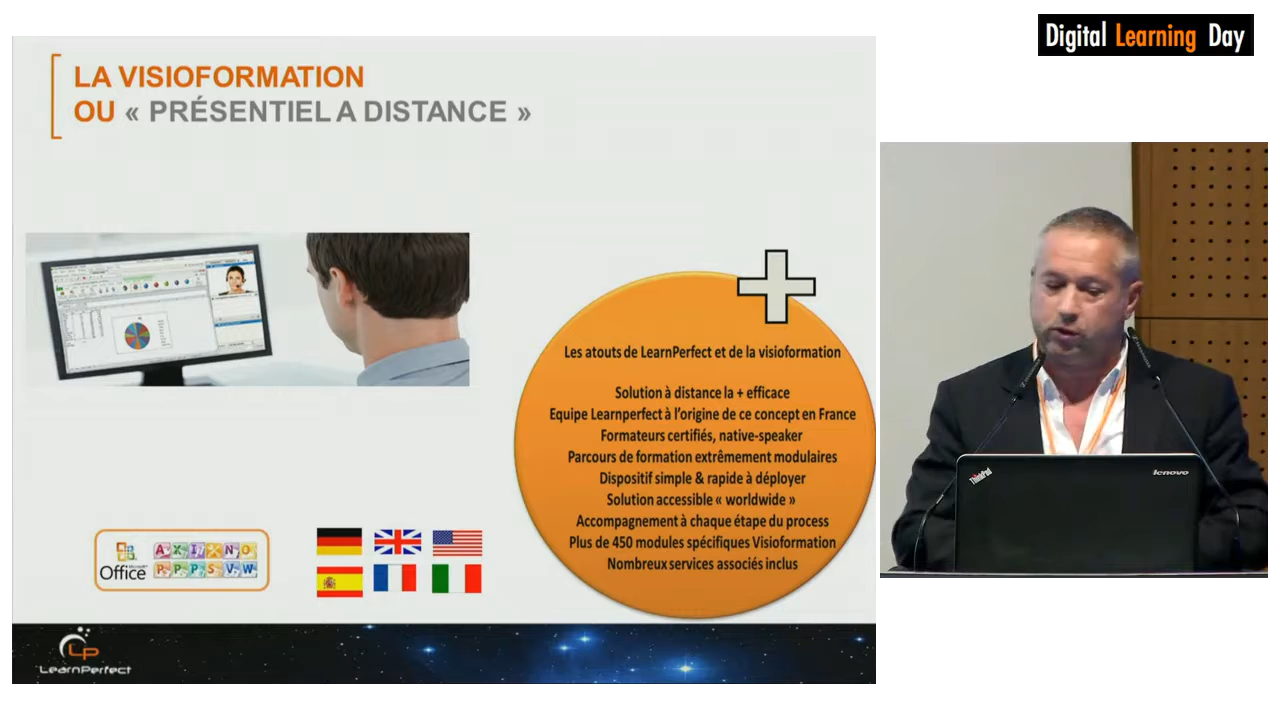 Digital Learning Day
LA VISIOFORMATION
OU « PRÉSENTIEL A DISTANCE »
Les atouts de LearnPerfect et de la visioformation
Solution à distance la + efficace
Equipe Learnperfect à l'origine de ce concept en France
Formateurs certifiés, native-speaker
Parcours de formation extrêmement modulaires
Dispositif simple & rapide à déployer
Solution accessible « worldwide »
Accompagnement à chaque étape du process
Plus de 450 modules spécifiques Visioformation
Nombreux services associés inclus
Microsoft
Office
A X I X N O
P P P S V W
LP
LearnPerfect
ThinkPad
lenovo